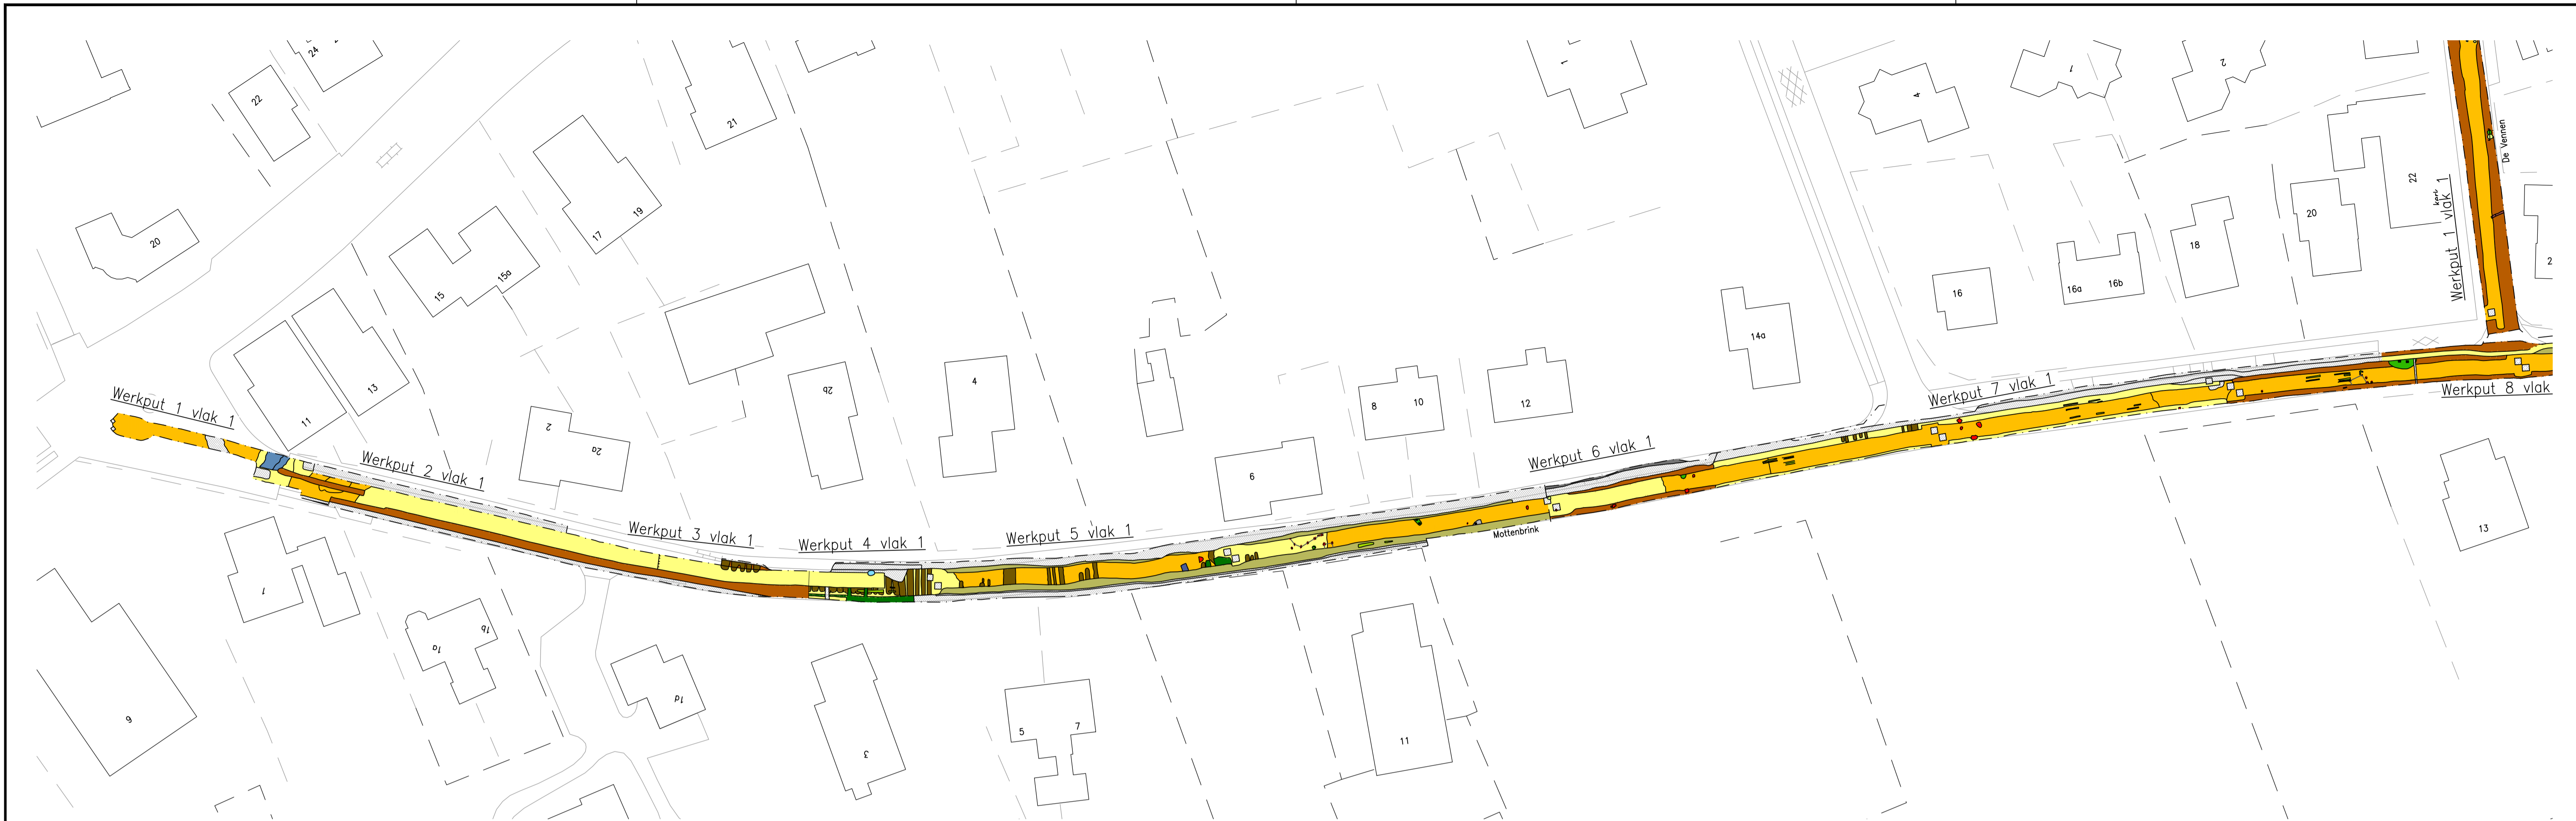 24
22
21
1
4
1
2
De Vennen
20
19
17
22
kerk
Werkput 1 vlak 1
20
18
15a
15
16a
16b
16
14a
13
11
2b
4
8
10
12
Werkput 1 vlak 1
Werkput 7 vlak 1
Werkput 8 vlak
2
2a
Werkput 2 vlak 1
6
Werkput 6 vlak 1
Werkput 3 vlak 1
Werkput 4 vlak 1
Werkput 5 vlak 1
Mottenbrink
13
1
1b
1a
1d
9
3
5
7
11